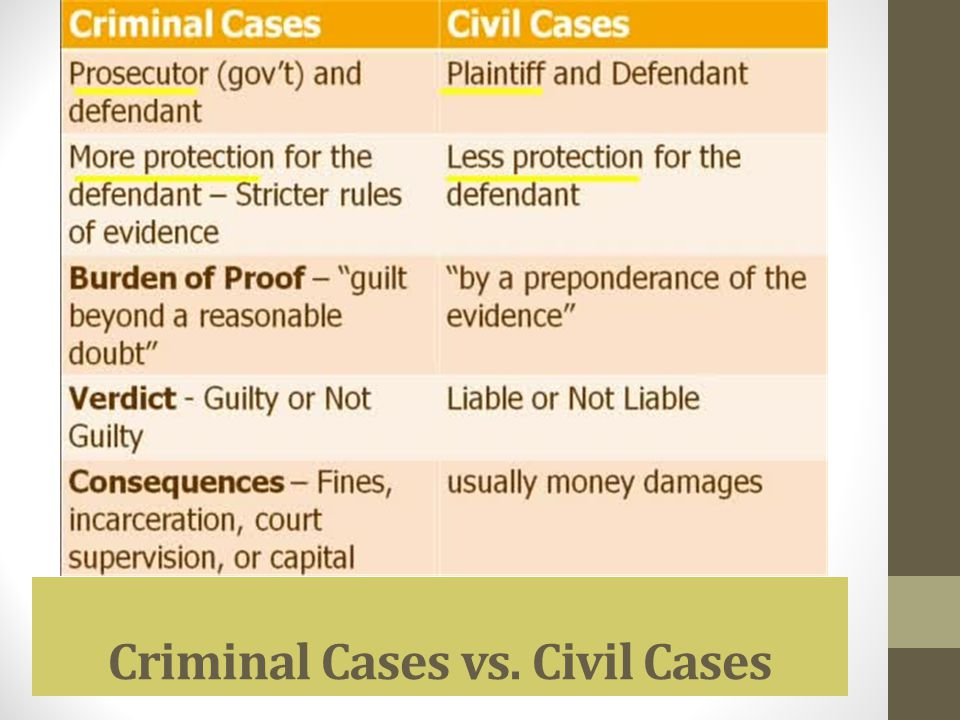 Criminal Cases
Civil Cases
Prosecutor (gov't) and
defendant
Plaintiff and Defendant
More protection for the
defendant – Stricter rules
of evidence
Less protection for the
defendant
Burden of Proof – "guilt
beyond a reasonable
doubt"
"by a preponderance of the
evidence"
Verdict - Guilty or Not
Guilty
Liable or Not Liable
Consequences – Fines,
incarceration, court
supervision, or capital
usually money damages
Criminal Cases vs. Civil Cases